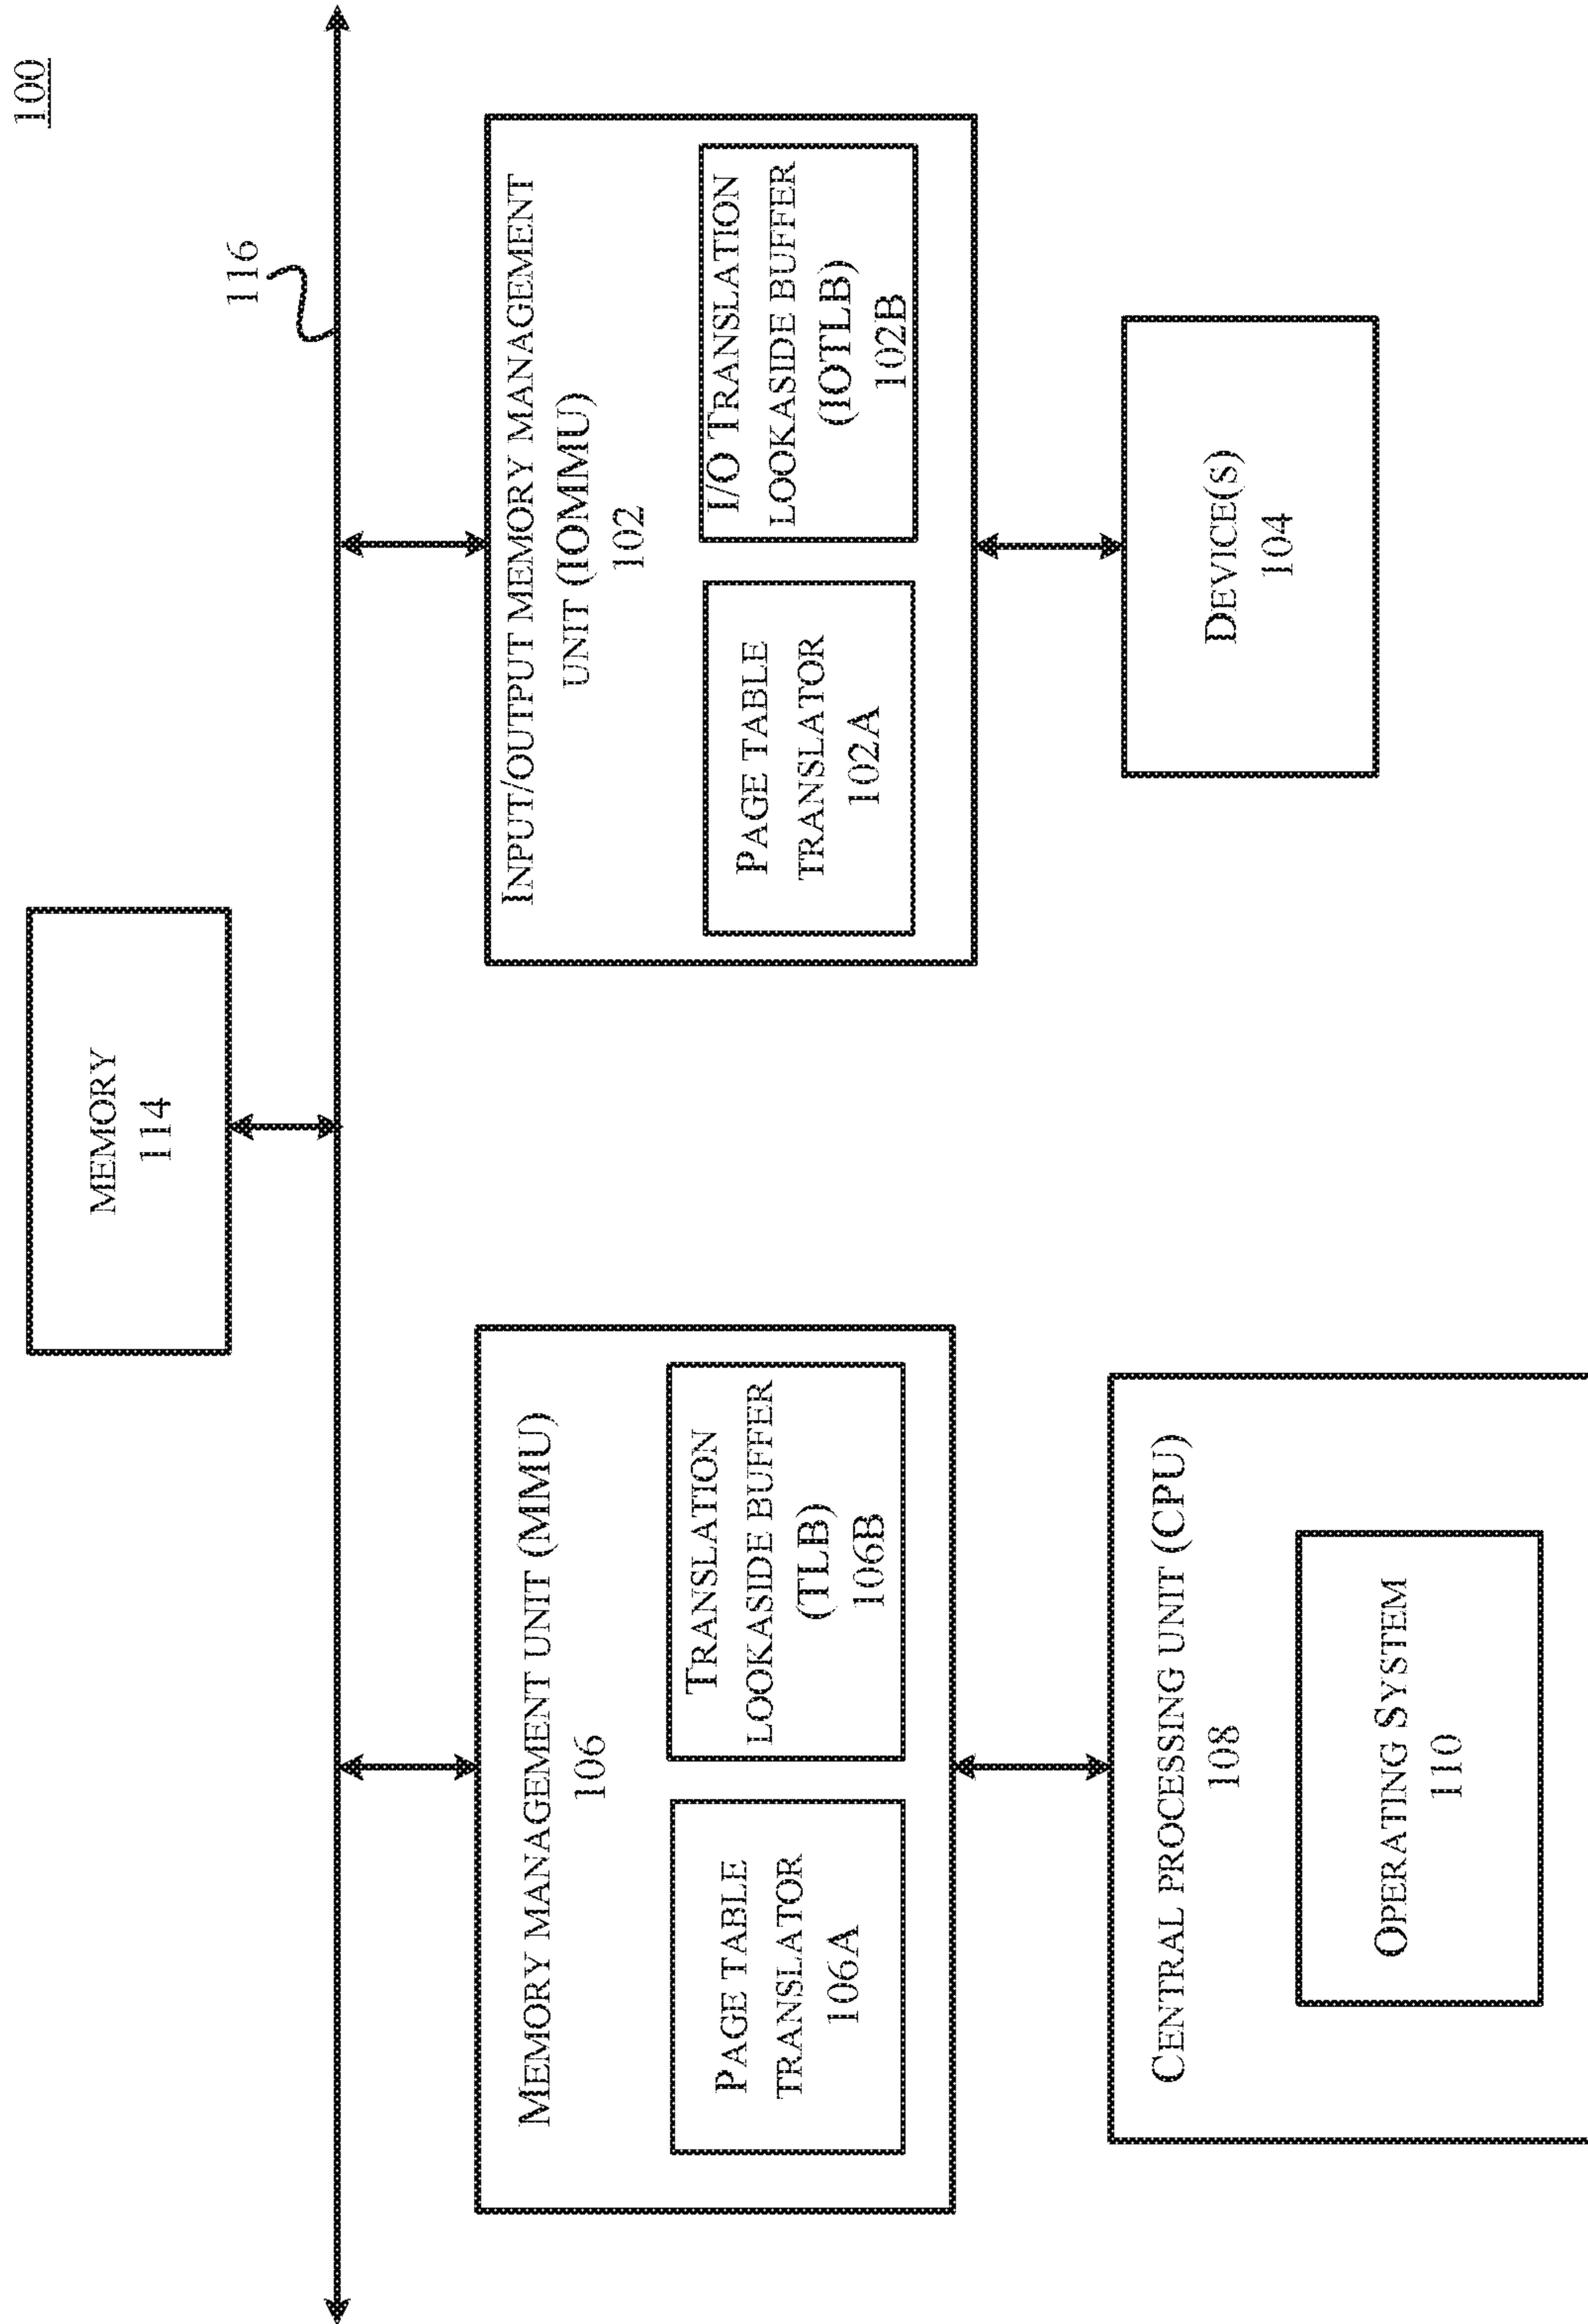 100
MEMORY
114
116
MEMORY MANAGEMENT UNIT (MMU)
106
PAGE TABLE
TRANSLATOR
106A
TRANSLATION
LOOKASIDE BUFFER
(TLB)
106B
INPUT/OUTPUT MEMORY MANAGEMENT
UNIT (IOMMU)
102
PAGE TABLE
TRANSLATOR
102A
I/O TRANSLATION
LOOKASIDE BUFFER
(IOTLB)
102B
CENTRAL PROCESSING UNIT (CPU)
108
OPERATING SYSTEM
110
DEVICE(S)
104